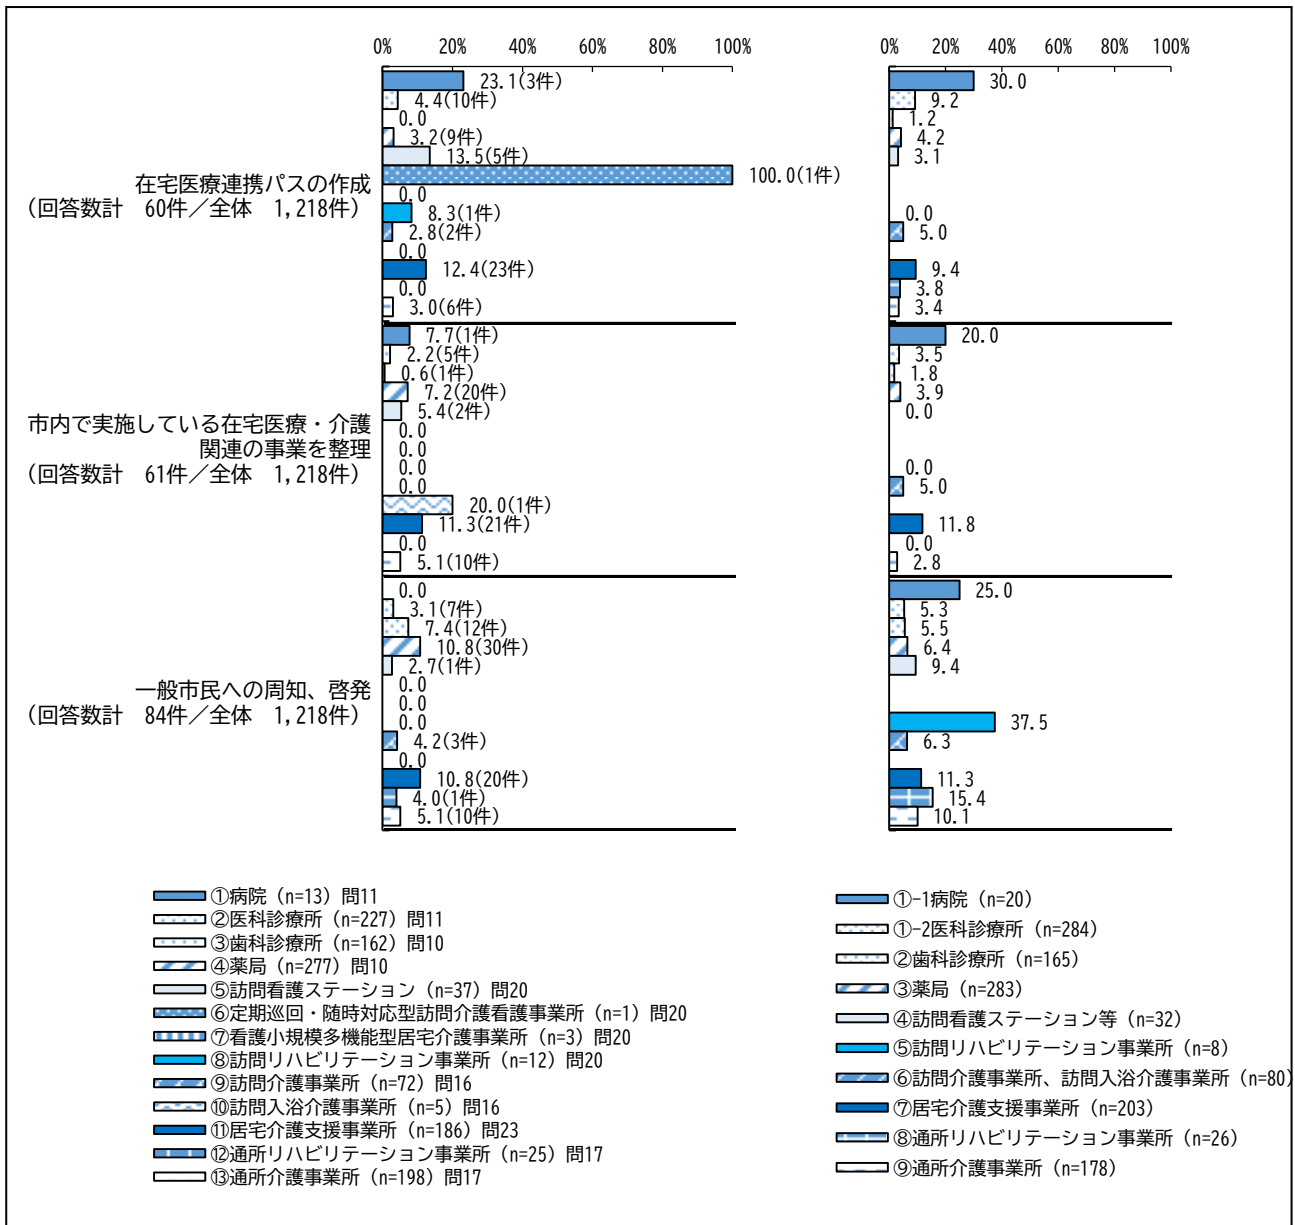 0% 20% 40% 60% 80% 100%
0% 20% 40% 60% 80% 100%
在宅医療連携パスの作成
（回答数計　60件／全体　1,218件）
23.1(3件)
4.4(10件)
0.0
3.2(9件)
13.5(5件)
100.0(1件)
0.0
8.3(1件)
2.8(2件)
0.0
12.4(23件)
0.0
3.0(6件)
30.0
9.2
1.2
4.2
3.1
0.0
5.0
9.4
3.8
3.4
市内で実施している在宅医療・介護
関連の事業を整理
（回答数計　61件／全体　1,218件）
7.7(1件)
2.2(5件)
0.6(1件)
7.2(20件)
5.4(2件)
0.0
0.0
0.0
0.0
20.0(1件)
11.3(21件)
0.0
5.1(10件)
20.0
3.5
1.8
3.9
0.0
0.0
5.0
11.8
0.0
2.8
一般市民への周知、啓発
（回答数計　84件／全体　1,218件）
0.0
3.1(7件)
7.4(12件)
10.8(30件)
2.7(1件)
0.0
0.0
0.0
4.2(3件)
0.0
10.8(20件)
4.0(1件)
5.1(10件)
25.0
5.3
5.5
6.4
9.4
37.5
6.3
11.3
15.4
10.1
①病院（n=13）問11
②医科診療所（n=227）問11
③歯科診療所（n=162）問10
④薬局（n=277）問10
⑤訪問看護ステーション（n=37）問20
⑥定期巡回・随時対応型訪問介護看護事業所（n=1）問20
⑦看護小規模多機能型居宅介護事業所（n=3）問20
⑧訪問リハビリテーション事業所（n=12）問20
⑨訪問介護事業所（n=72）問16
⑩訪問入浴介護事業所（n=5）問16
⑪居宅介護支援事業所（n=186）問23
⑫通所リハビリテーション事業所（n=25）問17
⑬通所介護事業所（n=198）問17
①-1病院（n=20）
①-2医科診療所（n=284）
②歯科診療所（n=165）
③薬局（n=283）
④訪問看護ステーション等（n=32）
⑤訪問リハビリテーション事業所（n=8）
⑥訪問介護事業所、訪問入浴介護事業所（n=80）
⑦居宅介護支援事業所（n=203）
⑧通所リハビリテーション事業所（n=26）
⑨通所介護事業所（n=178）